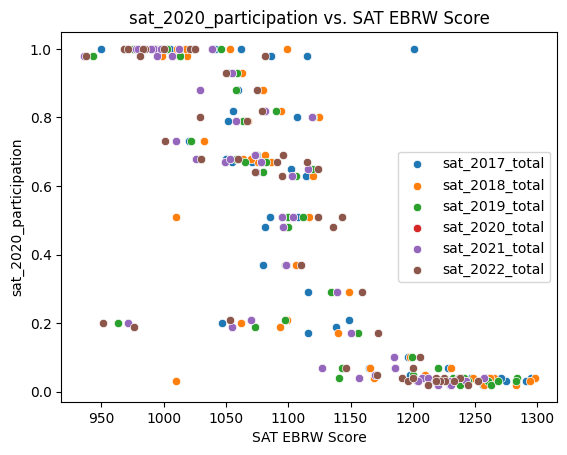 sat_2020_participation vs. SAT EBRW Score
1.0
0.8
0.6
0.4
0.2
0.0
sat_2020_participation
sat_2017_total
sat_2018_total
sat_2019_total
sat_2020_total
sat_2021_total
sat_2022_total
950 1000 1050 1100 1150 1200 1250 1300
SAT EBRW Score